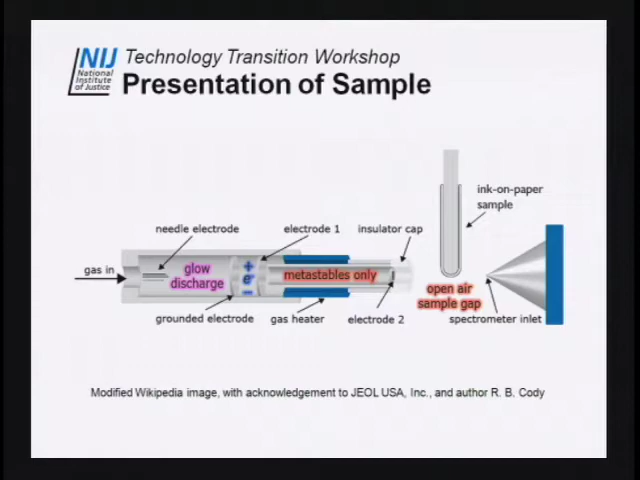 NIJ
National
Institute
of Justice
Technology Transition Workshop
Presentation of Sample
ink-on-paper
sample
needle electrode
electrode 1
insulator cap
gas in
glow
discharge
+
e-
−
metastables only
open air
sample gap
grounded electrode
gas heater
electrode 2
spectrometer inlet
Modified Wikipedia image, with acknowledgement to JEOL USA, Inc., and author R. B. Cody